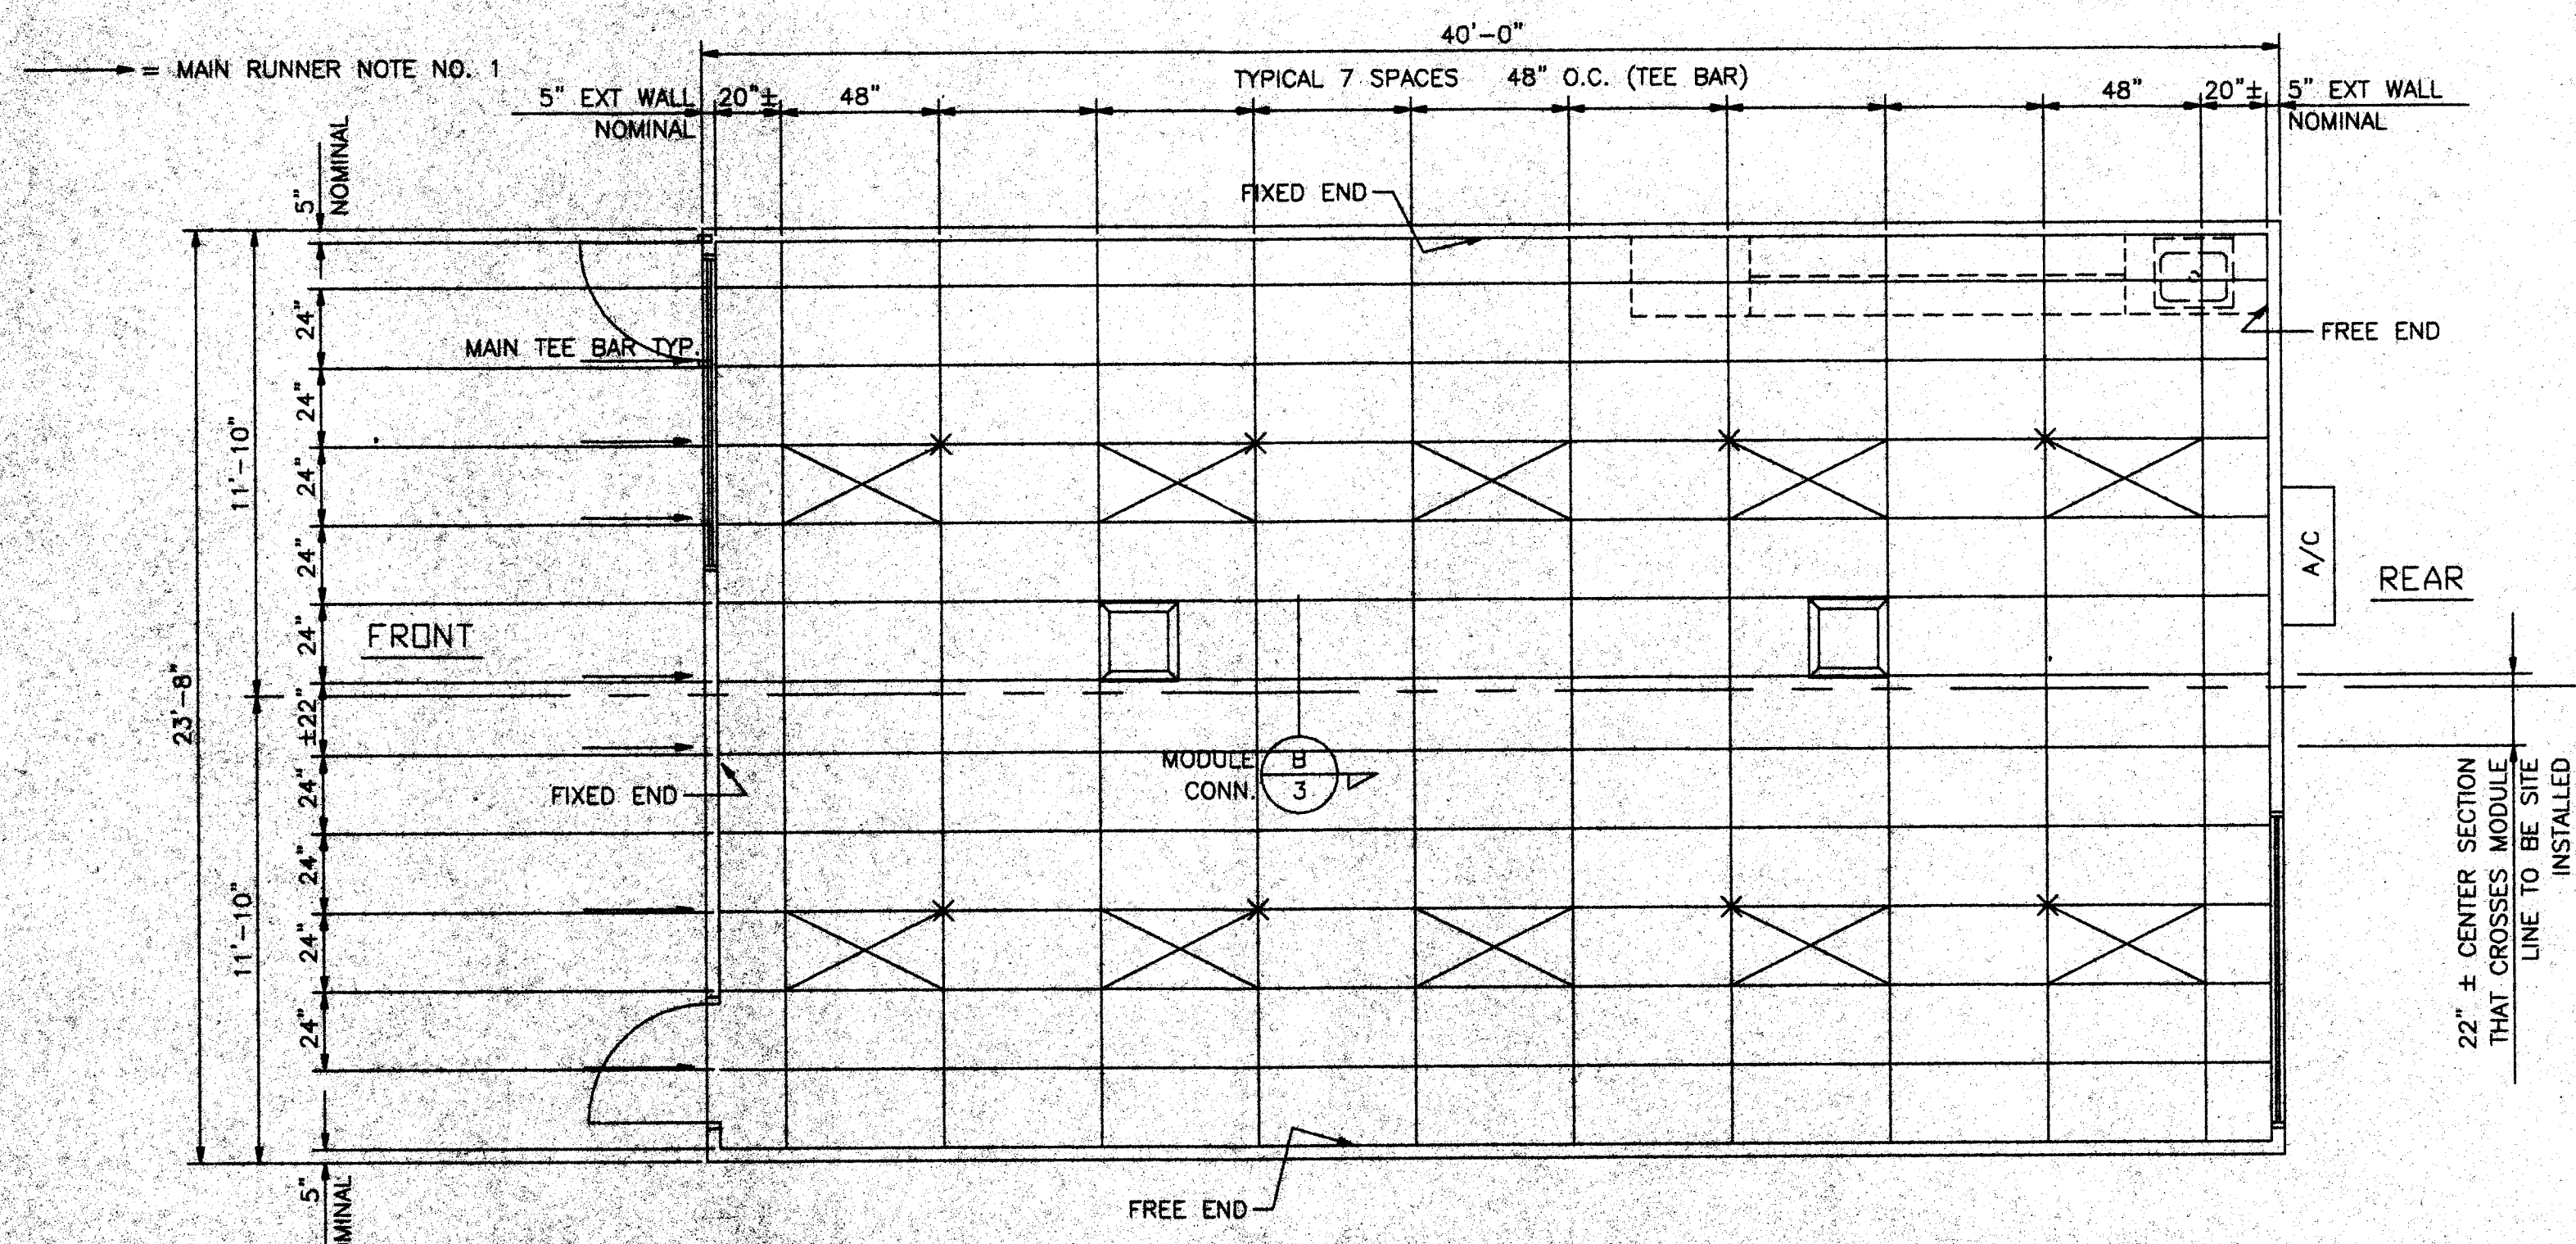 40'-0"
= MAIN RUNNER NOTE NO. 1
TYPICAL 7 SPACES 48" O.C. (TEE BAR)
5" EXT WALL
NOMINAL
20"±
48"
48"
20"±
5" EXT WALL
NOMINAL
5"
NOMINAL
FIXED END
FREE END
MAIN TEE BAR TYP.
24"
24"
24"
24"
24"
±22"
24"
24"
24"
24"
11'-10"
11'-10"
23'-8"
FRONT
A/C
REAR
MODULE
CONN.
B
3
FIXED END
22" ± CENTER SECTION
THAT CROSSES MODULE
LINE TO BE SITE
INSTALLED
FREE END
5"